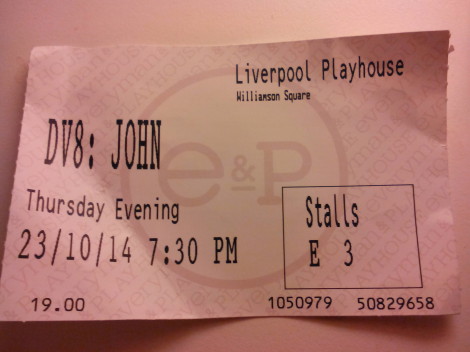 Liverpool Playhouse
Williamson Square
DV8: JOHN
e&P
Thursday Evening
23/10/14 7:30 PM
Stalls
E 3
19.00
1050979 50829658